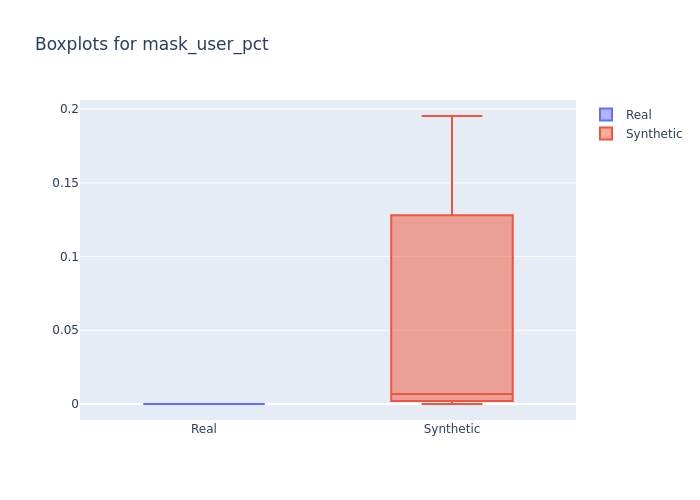 Boxplots for mask_user_pct
0.2
0.15
0.1
0.05
0
Real
Synthetic
Real
Synthetic